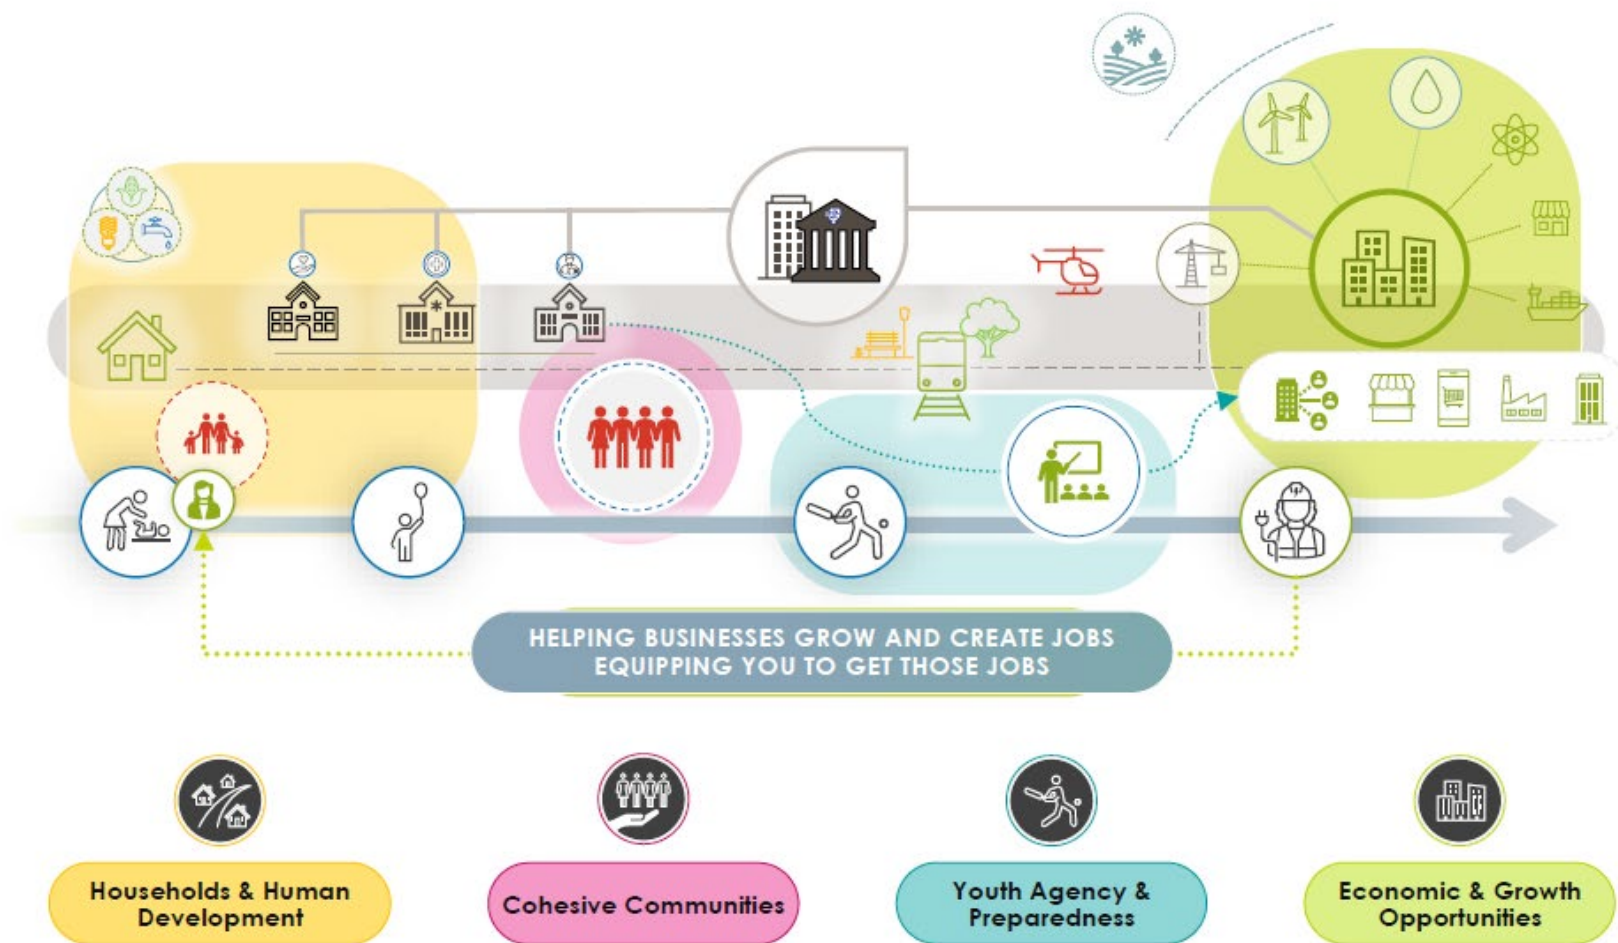 HELPING BUSINESSES GROW AND CREATE JOBS
EQUIPPING YOU TO GET THOSE JOBS
Households & Human
Development
Cohesive Communities
Youth Agency &
Preparedness
Economic & Growth
Opportunities